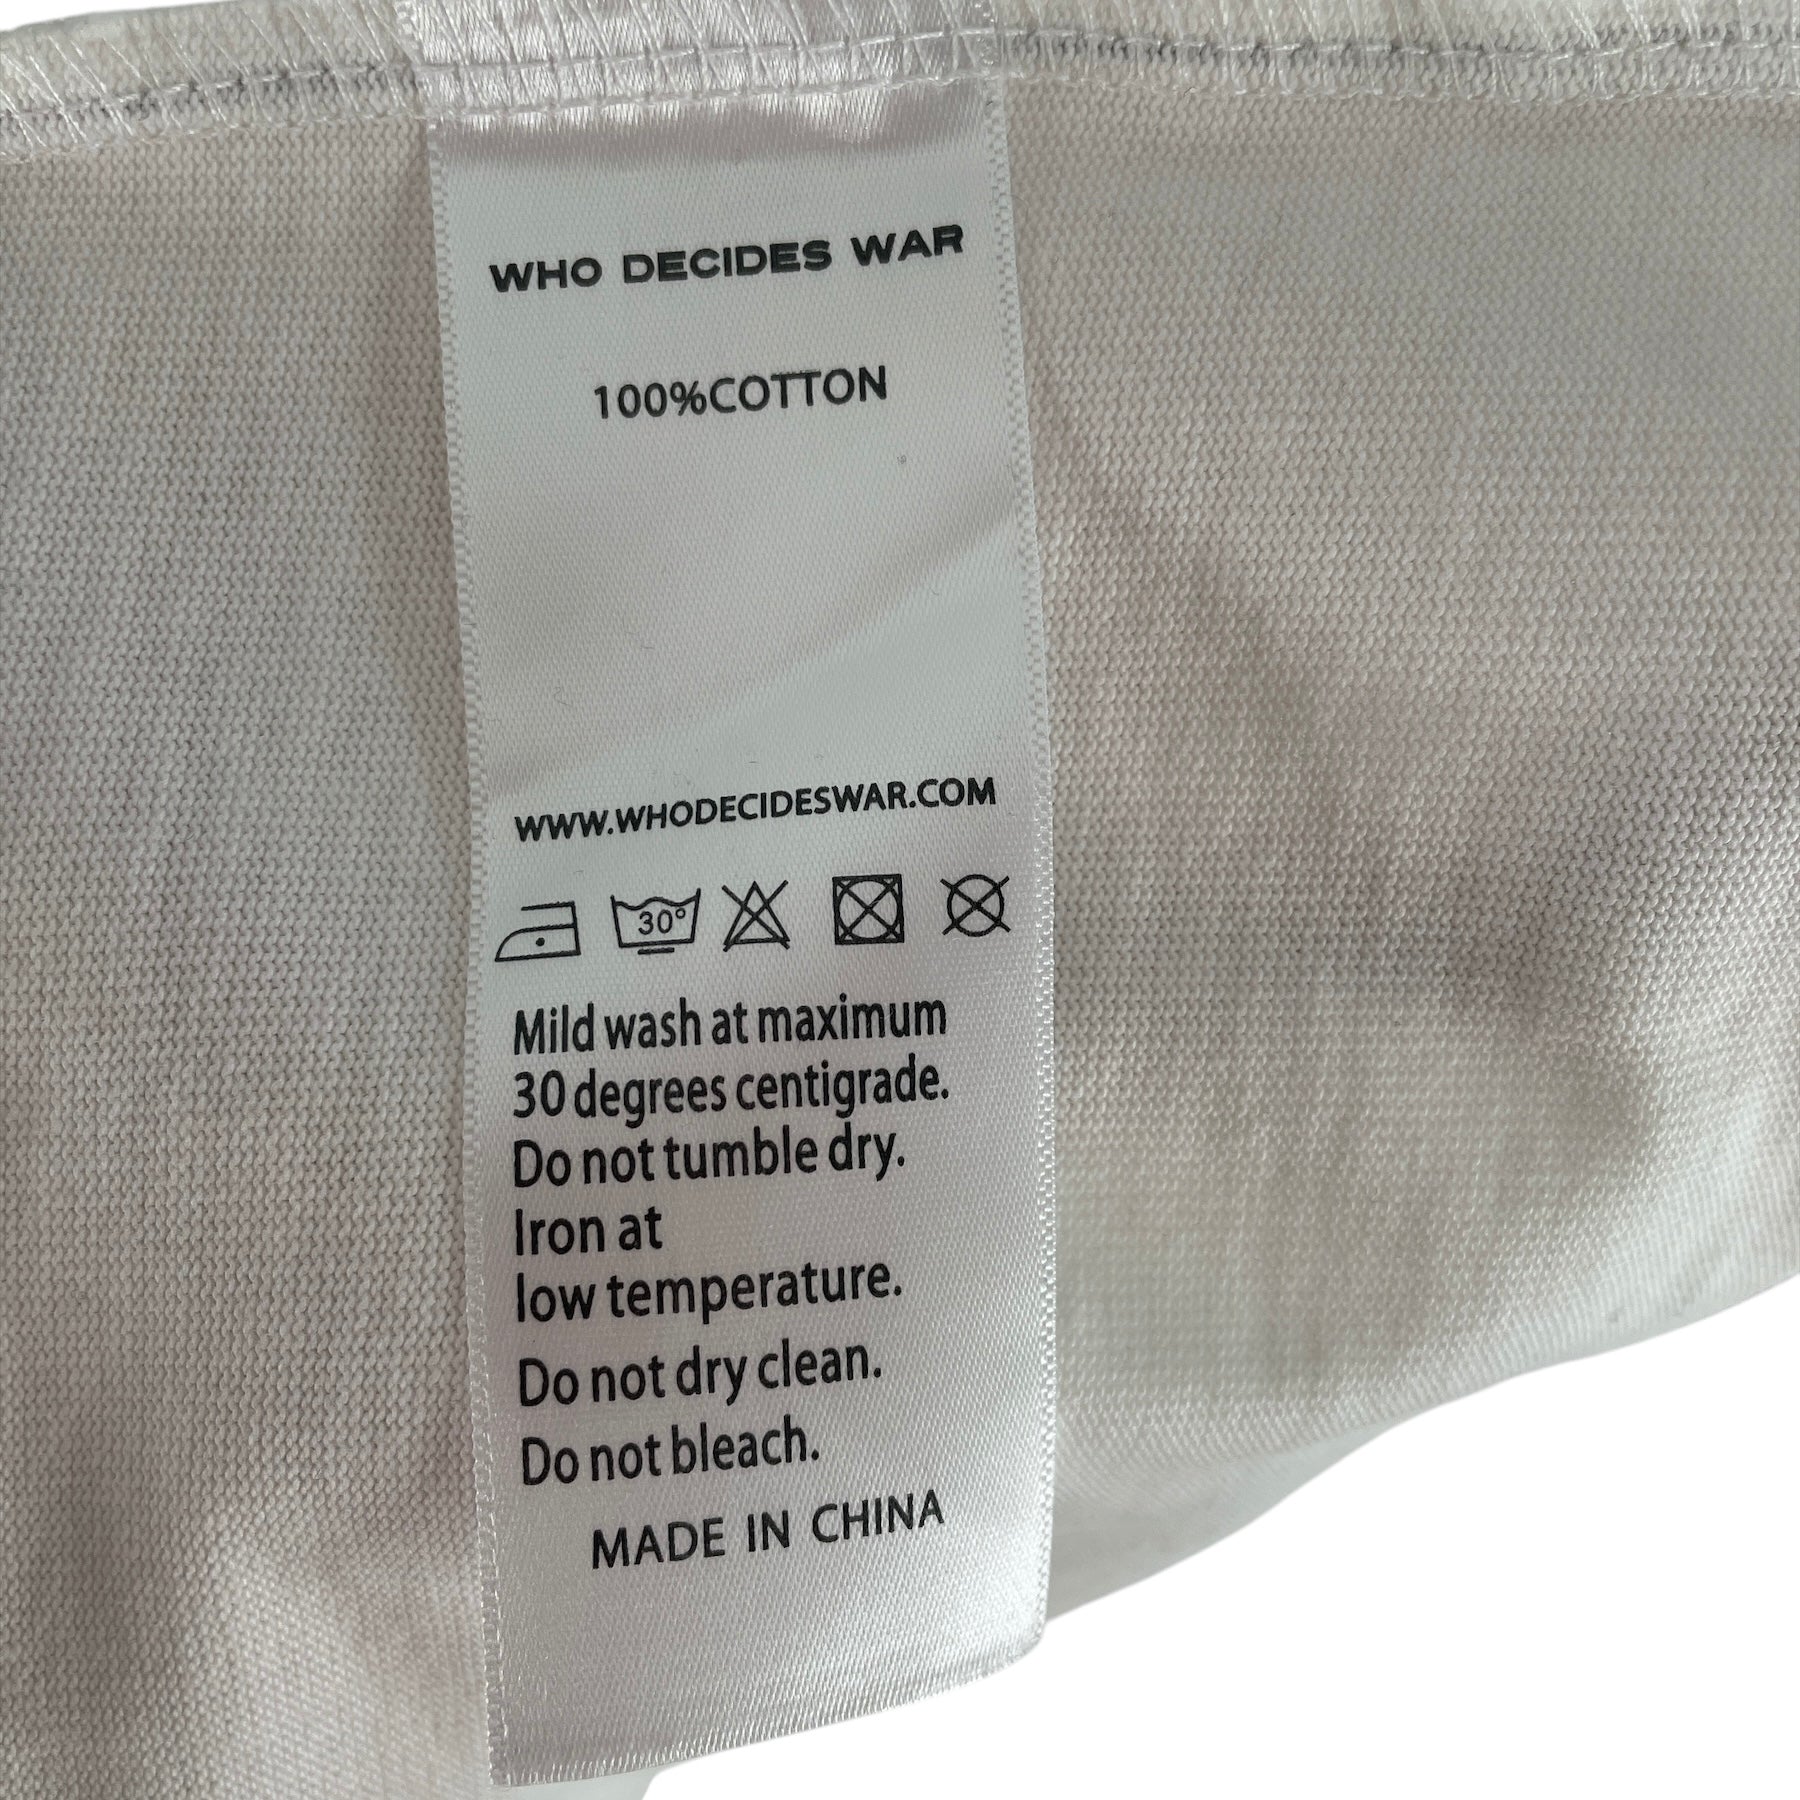 WHO DECIDES WAR
100%COTTON
WWW.WHODECIDESWAR.COM
30°
Mild wash at maximum
30 degrees centigrade.
Do not tumble dry.
Iron at
low temperature.
Do not dry clean.
Do not bleach.
MADE IN CHINA